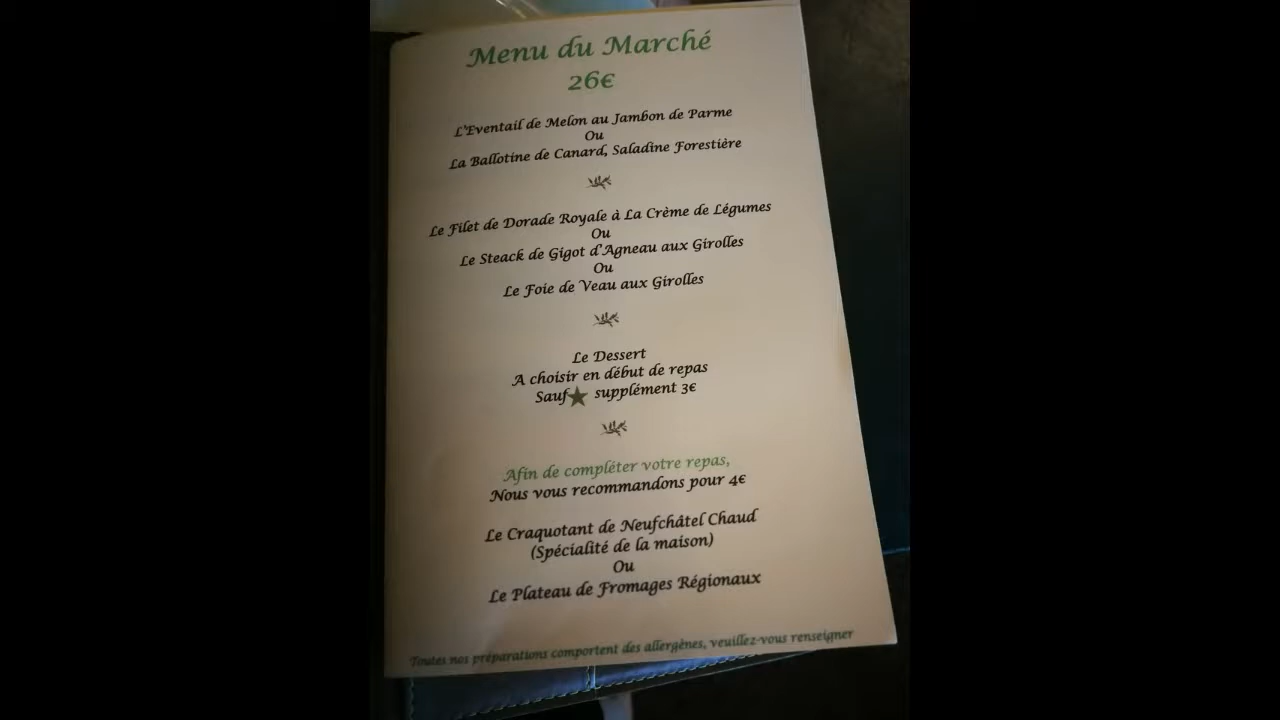 Menu du Marché
26€
L'Eventail de Melon au Jambon de Parme
Ou
La Ballotine de Canard, Saladine Forestière
Le Filet de Dorade Royale à La Crème de Légumes
Ou
Le Steack de Gigot d'Agneau aux Girolles
Ou
Le Foie de Veau aux Girolles
Le Dessert
A choisir en début de repas
Sauf★ supplément 3€
Afin de compléter votre repas,
Nous vous recommandons pour 4€
Le Craquotant de Neufchâtel Chaud
(Spécialité de la maison)
Ou
Le Plateau de Fromages Régionaux
Toutes nos préparations comportent des allergènes, veuillez-vous renseigner